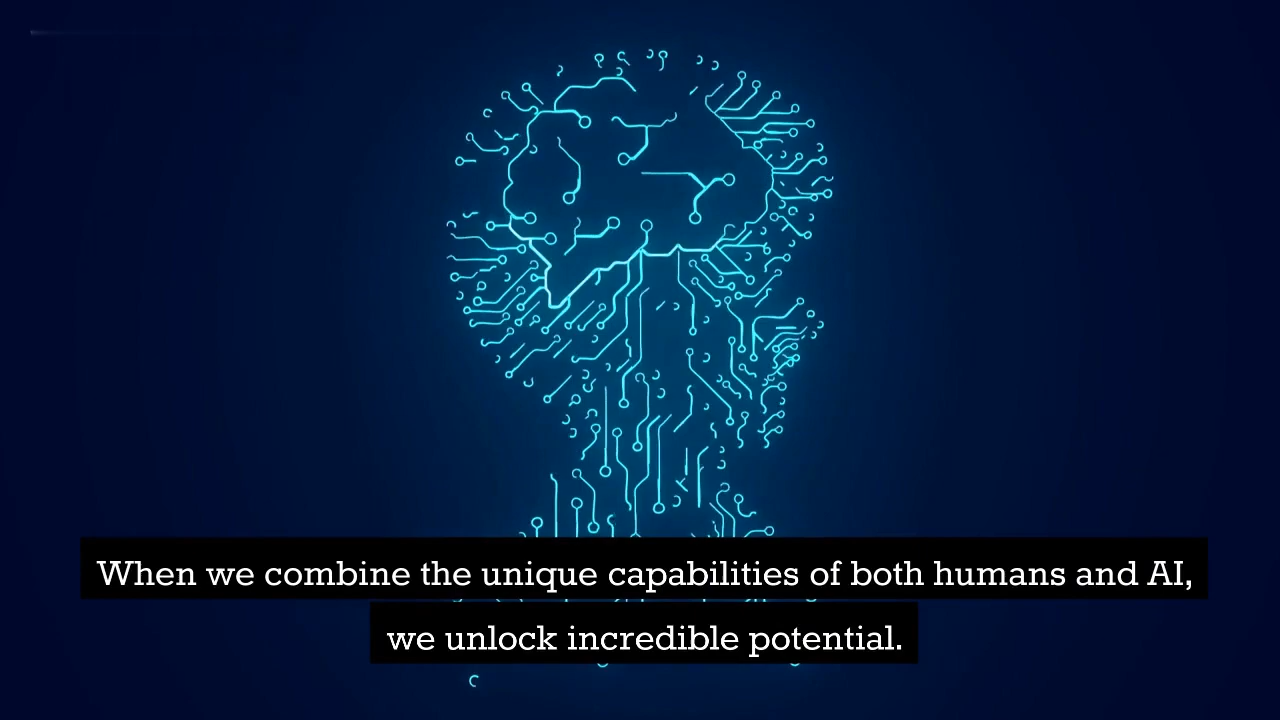 When we combine the unique capabilities of both humans and AI,
we unlock incredible potential.